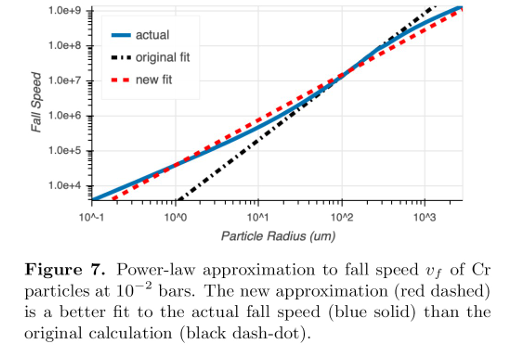 1.0e+9
1.0e+8
1.0e+7
1.0e+6
1.0e+5
1.0e+4
Fall Speed
actual
original fit
new fit
10^-1
10^0
10^1
10^2
10^3
Particle Radius (um)
Figure 7. Power-law approximation to fall speed v_f of Cr
particles at 10^{-2} bars. The new approximation (red dashed)
is a better fit to the actual fall speed (blue solid) than the
original calculation (black dash-dot).